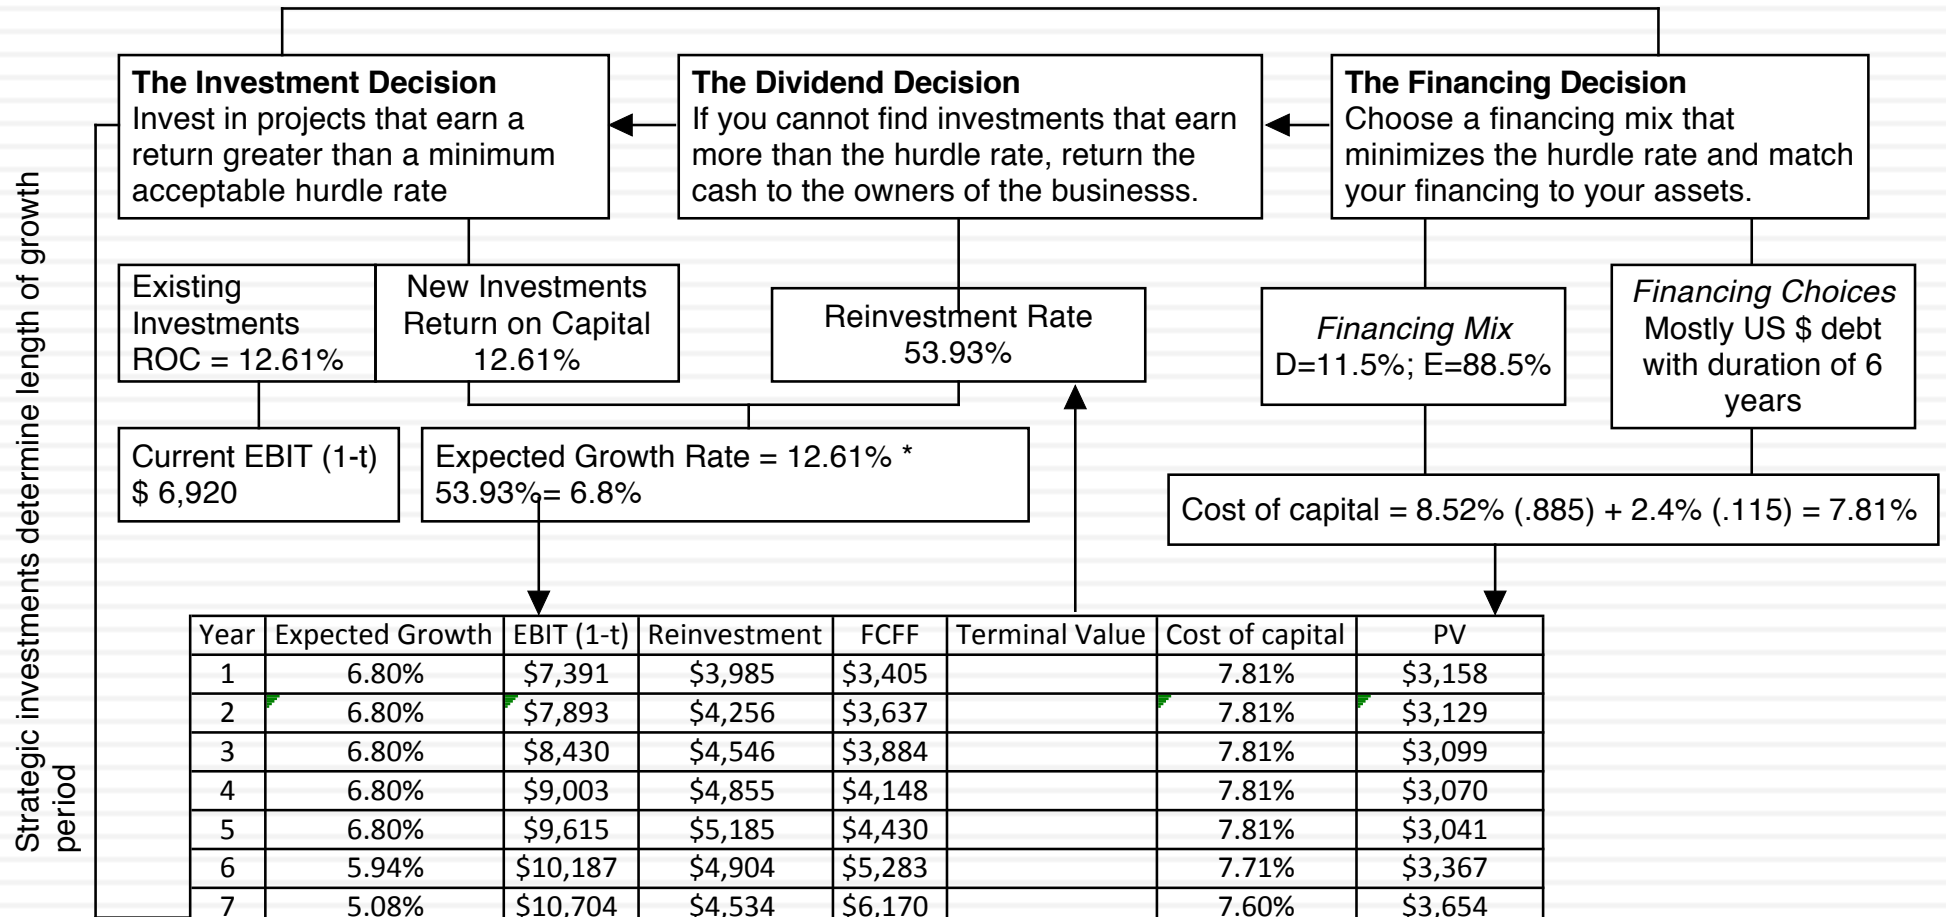 The Investment Decision
Invest in projects that earn a
return greater than a minimum
acceptable hurdle rate
The Dividend Decision
If you cannot find investments that earn
more than the hurdle rate, return the
cash to the owners of the businesss.
The Financing Decision
Choose a financing mix that
minimizes the hurdle rate and match
your financing to your assets.
Strategic investments determine length of growth
period
Existing
Investments
ROC = 12.61%
New Investments
Return on Capital
12.61%
Reinvestment Rate
53.93%
Financing Mix
D=11.5%; E=88.5%
Financing Choices
Mostly US $ debt
with duration of 6
years
Current EBIT (1-t)
$ 6,920
Expected Growth Rate = 12.61% *
53.93%= 6.8%
Cost of capital = 8.52% (.885) + 2.4% (.115) = 7.81%
Year Expected Growth EBIT (1-t) Reinvestment FCFF Terminal Value Cost of capital PV
1 6.80% $7,391 $3,985 $3,405 7.81% $3,158
2 6.80% $7,893 $4,256 $3,637 7.81% $3,129
3 6.80% $8,430 $4,546 $3,884 7.81% $3,099
4 6.80% $9,003 $4,855 $4,148 7.81% $3,070
5 6.80% $9,615 $5,185 $4,430 7.81% $3,041
6 5.94% $10,187 $4,904 $5,283 7.71% $3,367
7 5.08% $10,704 $4,534 $6,170 7.60% $3,654